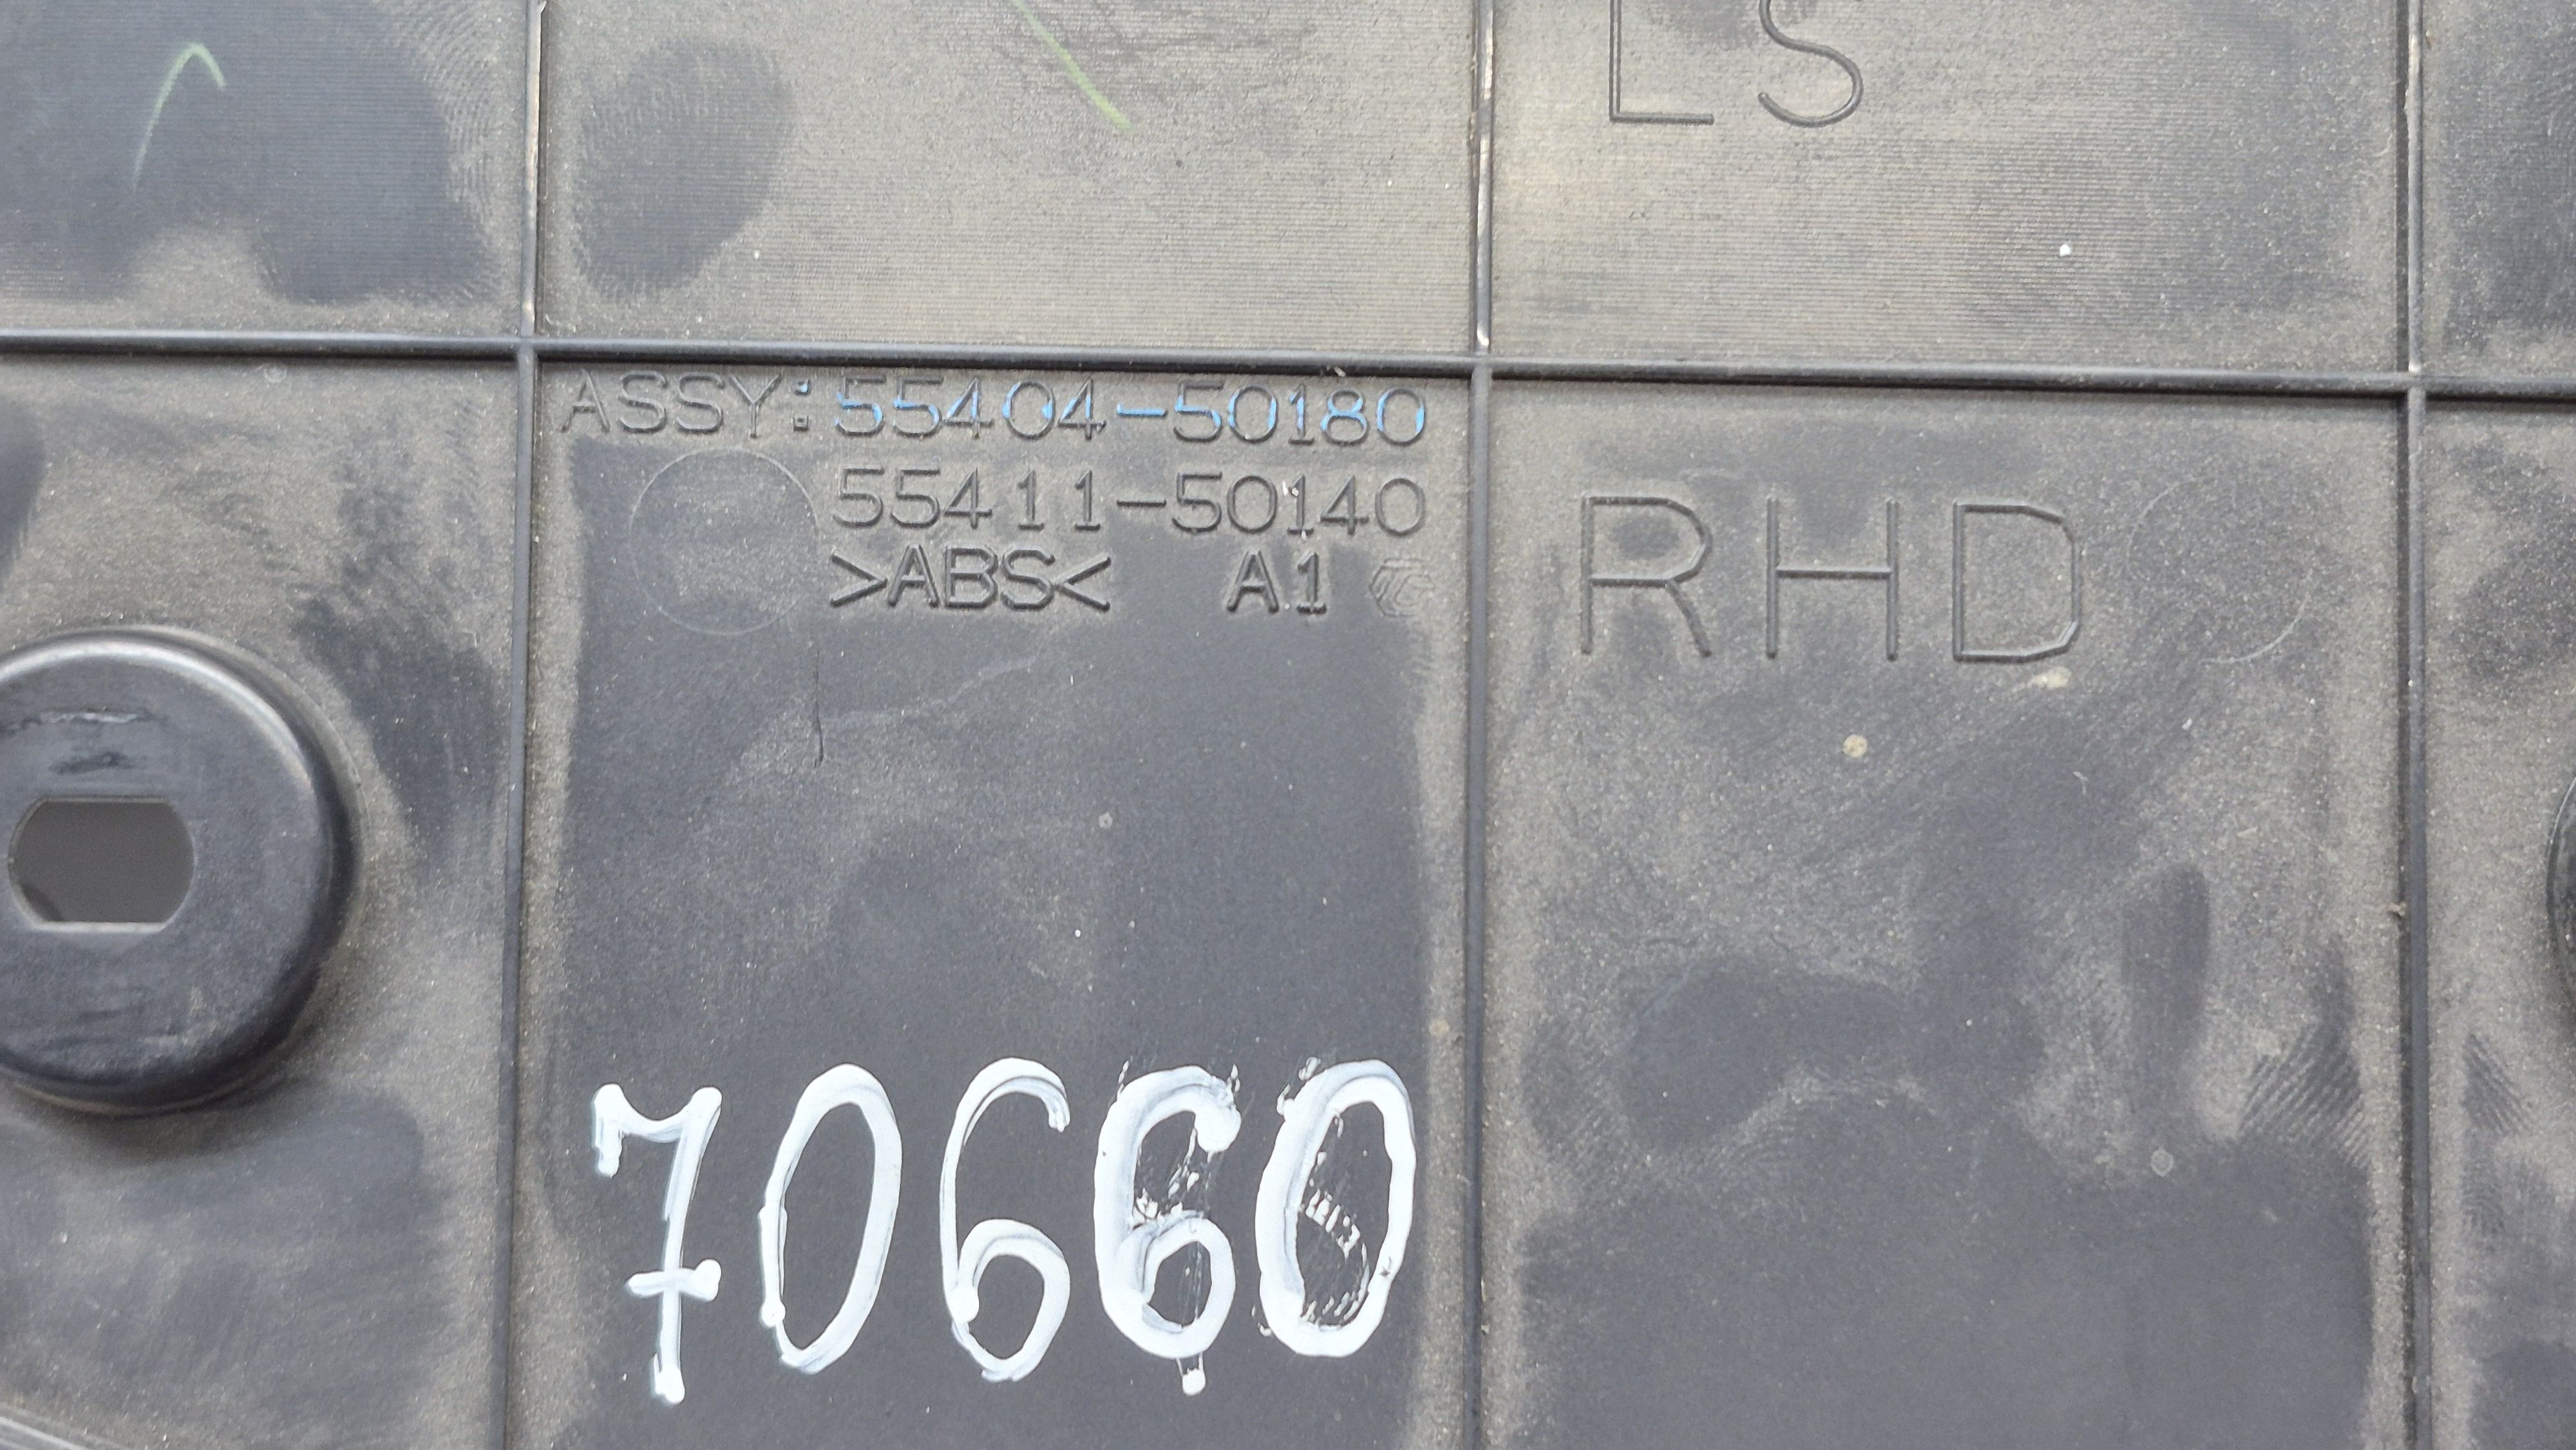 LS
ASSY:55404-50180
55411-50140
>ABS< A1
RHD
70660